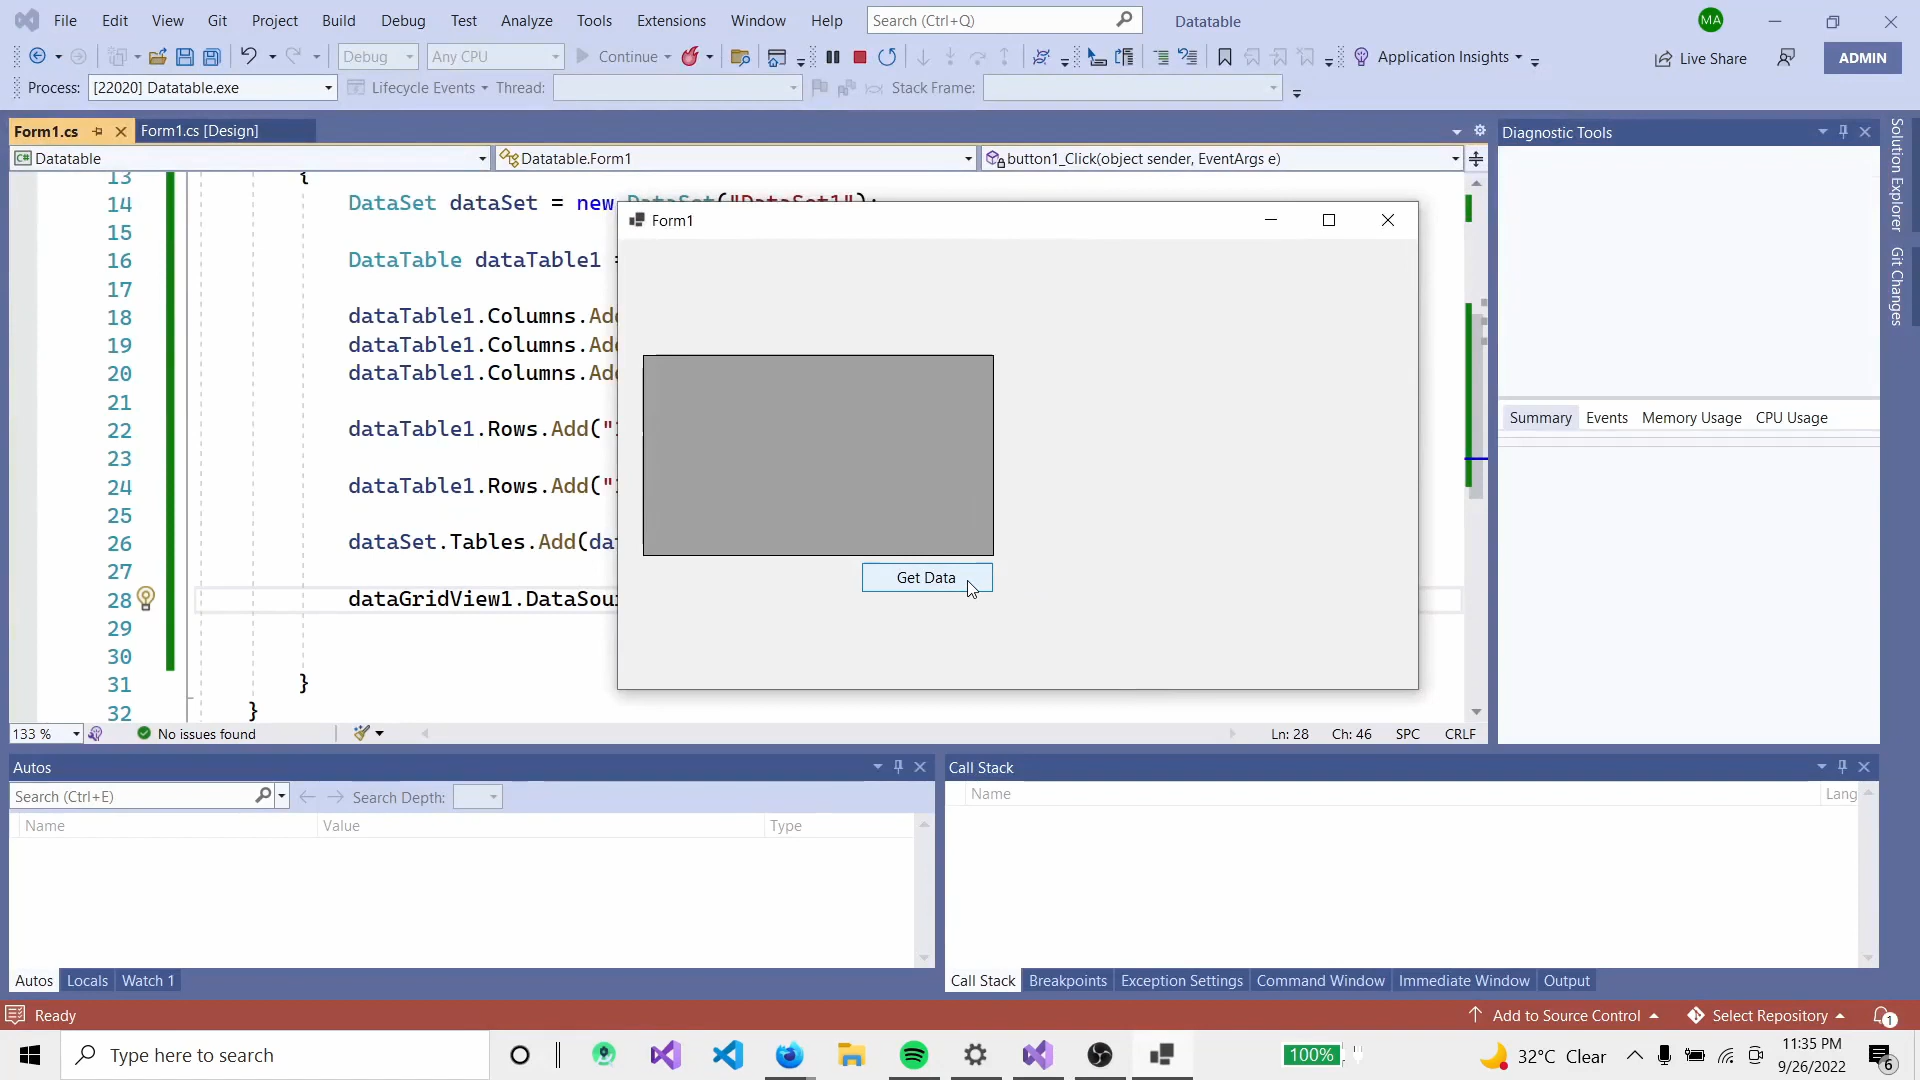 File Edit View Git Project Build Debug Test Analyze Tools Extensions Window Help Search (Ctrl+Q) Datatable MA
Debug Any CPU Continue Application Insights Live Share ADMIN
Process: [22020] Datatable.exe Lifecycle Events Thread: Stack Frame:
Form1.cs Form1.cs [Design]
Datatable Datatable.Form1 button1_Click(object sender, EventArgs e)
13 {
14 DataSet dataSet = new DataSet("DataSet1");
15
16 DataTable dataTable1 =
17
18 dataTable1.Columns.Add
19 dataTable1.Columns.Add
20 dataTable1.Columns.Add
21
22 dataTable1.Rows.Add("
23
24 dataTable1.Rows.Add("
25
26 dataSet.Tables.Add(da
27
28 dataGridView1.DataSou
29
30
31 }
32 }
Form1
Get Data
133 % No issues found Ln: 28 Ch: 46 SPC CRLF
Diagnostic Tools
Summary Events Memory Usage CPU Usage
Solution Explorer
Git Changes
Autos
Search (Ctrl+E) Search Depth:
Name Value Type
Autos Locals Watch 1
Call Stack
Name Lang
Call Stack Breakpoints Exception Settings Command Window Immediate Window Output
Ready Add to Source Control Select Repository 1
Type here to search 100% 32°C Clear 11:35 PM
9/26/2022 6